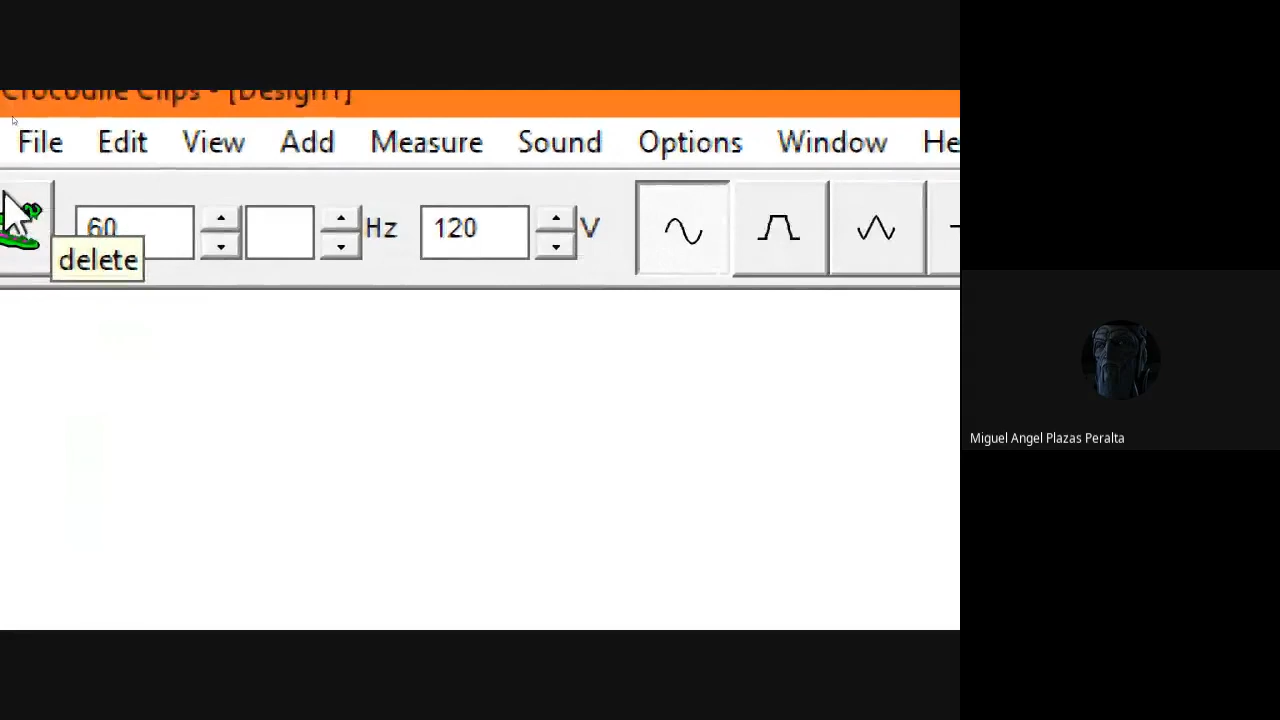 Crocodile Clips - [Design1]
File Edit View Add Measure Sound Options Window He
60 Hz 120 V
delete
Miguel Angel Plazas Peralta